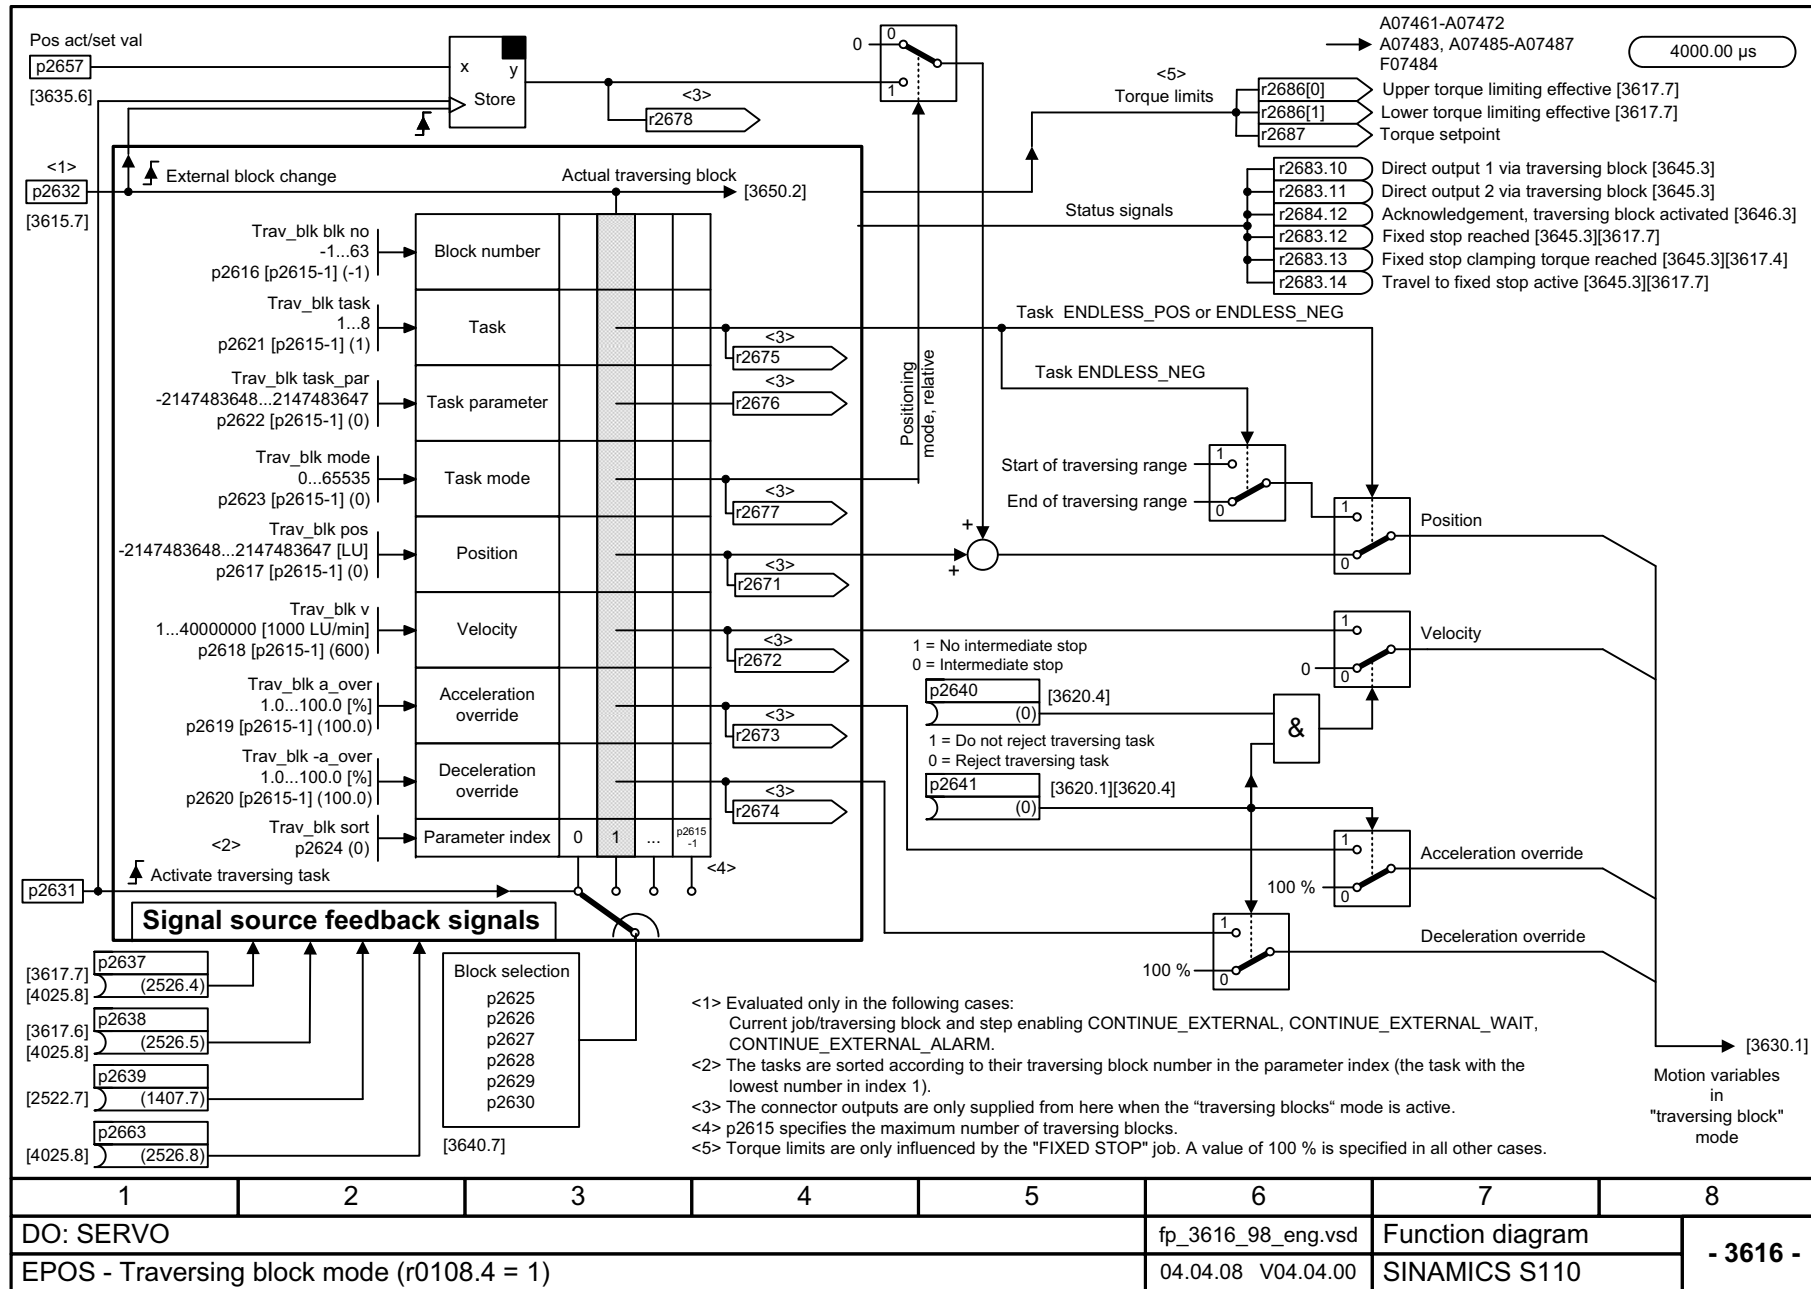 Pos act/set val
p2657
[3635.6]
x
y
Store
<3>
r2678
0
0
1
A07461-A07472
A07483, A07485-A07487
F07484
4000.00 µs
<5>
Torque limits
r2686[0] Upper torque limiting effective [3617.7]
r2686[1] Lower torque limiting effective [3617.7]
r2687 Torque setpoint
Status signals
r2683.10 Direct output 1 via traversing block [3645.3]
r2683.11 Direct output 2 via traversing block [3645.3]
r2684.12 Acknowledgement, traversing block activated [3646.3]
r2683.12 Fixed stop reached [3645.3][3617.7]
r2683.13 Fixed stop clamping torque reached [3645.3][3617.4]
r2683.14 Travel to fixed stop active [3645.3][3617.7]
<1>
p2632
[3615.7]
External block change
Actual traversing block
[3650.2]
Trav_blk blk no
-1...63
p2616 [p2615-1] (-1)
Block number
Trav_blk task
1...8
p2621 [p2615-1] (1)
Task
<3>
r2675
Task ENDLESS_POS or ENDLESS_NEG
Task ENDLESS_NEG
Trav_blk task_par
-2147483648...2147483647
p2622 [p2615-1] (0)
Task parameter
<3>
r2676
Positioning
mode, relative
Trav_blk mode
0...65535
p2623 [p2615-1] (0)
Task mode
<3>
r2677
Start of traversing range
End of traversing range
1
0
Trav_blk pos
-2147483648...2147483647 [LU]
p2617 [p2615-1] (0)
Position
<3>
r2671
+
+
1
0
Position
Trav_blk v
1...40000000 [1000 LU/min]
p2618 [p2615-1] (600)
Velocity
<3>
r2672
1 = No intermediate stop
0 = Intermediate stop
p2640
(0)
[3620.4]
1
0
0
Velocity
&
Trav_blk a_over
1.0...100.0 [%]
p2619 [p2615-1] (100.0)
Acceleration
override
<3>
r2673
1 = Do not reject traversing task
0 = Reject traversing task
p2641
(0)
[3620.1][3620.4]
Trav_blk -a_over
1.0...100.0 [%]
p2620 [p2615-1] (100.0)
Deceleration
override
<3>
r2674
1
100 %
0
Acceleration override
Trav_blk sort
p2624 (0)
<2>
Parameter index
0
1
...
p2615
-1
<4>
Activate traversing task
p2631
Signal source feedback signals
1
100 %
0
Deceleration override
[3617.7]
[4025.8]
p2637
(2526.4)
[3617.6]
[4025.8]
p2638
(2526.5)
[2522.7]
p2639
(1407.7)
[4025.8]
p2663
(2526.8)
Block selection
p2625
p2626
p2627
p2628
p2629
p2630
[3640.7]
<1> Evaluated only in the following cases:
Current job/traversing block and step enabling CONTINUE_EXTERNAL, CONTINUE_EXTERNAL_WAIT,
CONTINUE_EXTERNAL_ALARM.
<2> The tasks are sorted according to their traversing block number in the parameter index (the task with the
lowest number in index 1).
<3> The connector outputs are only supplied from here when the “traversing blocks“ mode is active.
<4> p2615 specifies the maximum number of traversing blocks.
<5> Torque limits are only influenced by the "FIXED STOP" job. A value of 100 % is specified in all other cases.
[3630.1]
Motion variables
in
"traversing block"
mode
1 2 3 4 5 6 7 8
DO: SERVO
fp_3616_98_eng.vsd
Function diagram
- 3616 -
EPOS - Traversing block mode (r0108.4 = 1)
04.04.08 V04.04.00
SINAMICS S110